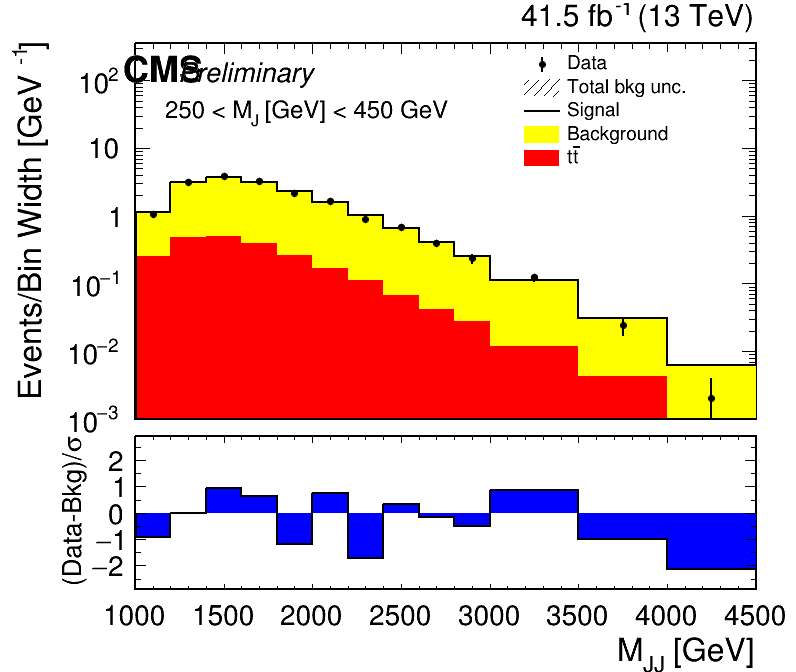 41.5 fb⁻¹ (13 TeV)
CMS Preliminary
250 < M_J [GeV] < 450 GeV
Data
Total bkg unc.
Signal
Background
tt̄
Events/Bin Width [GeV⁻¹]
10²
10
1
10⁻¹
10⁻²
10⁻³
(Data-Bkg)/σ
2
1
0
−1
−2
1000 1500 2000 2500 3000 3500 4000 4500
M_JJ [GeV]